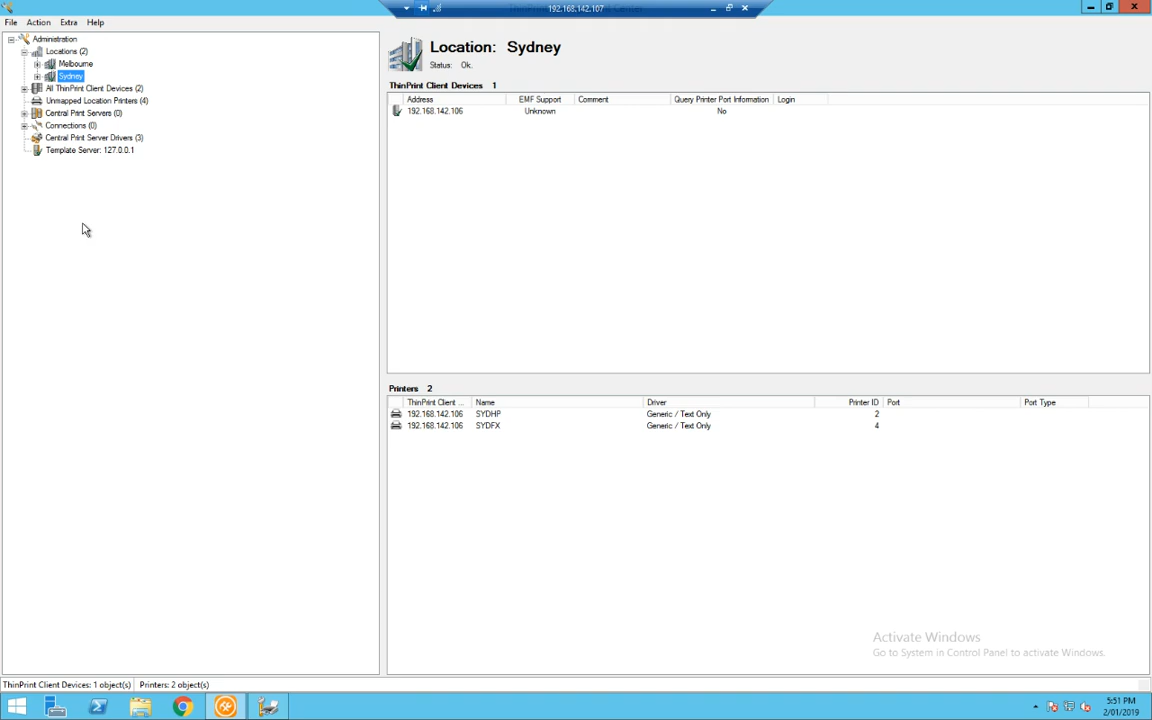 192.168.142.107
File Action Extra Help
Administration
Locations (2)
Melbourne
Sydney
All ThinPrint Client Devices (2)
Unmapped Location Printers (4)
Central Print Servers (0)
Connections (0)
Central Print Server Drivers (3)
Template Server: 127.0.0.1
Location: Sydney
Status: Ok.
ThinPrint Client Devices 1
Address EMF Support Comment Query Printer Port Information Login
192.168.142.106 Unknown No
Printers 2
ThinPrint Client ... Name Driver Printer ID Port Port Type
192.168.142.106 SYDHP Generic / Text Only 2
192.168.142.106 SYDFX Generic / Text Only 4
Activate Windows
Go to System in Control Panel to activate Windows.
ThinPrint Client Devices: 1 object(s) Printers: 2 object(s)
5:51 PM
2/01/2019